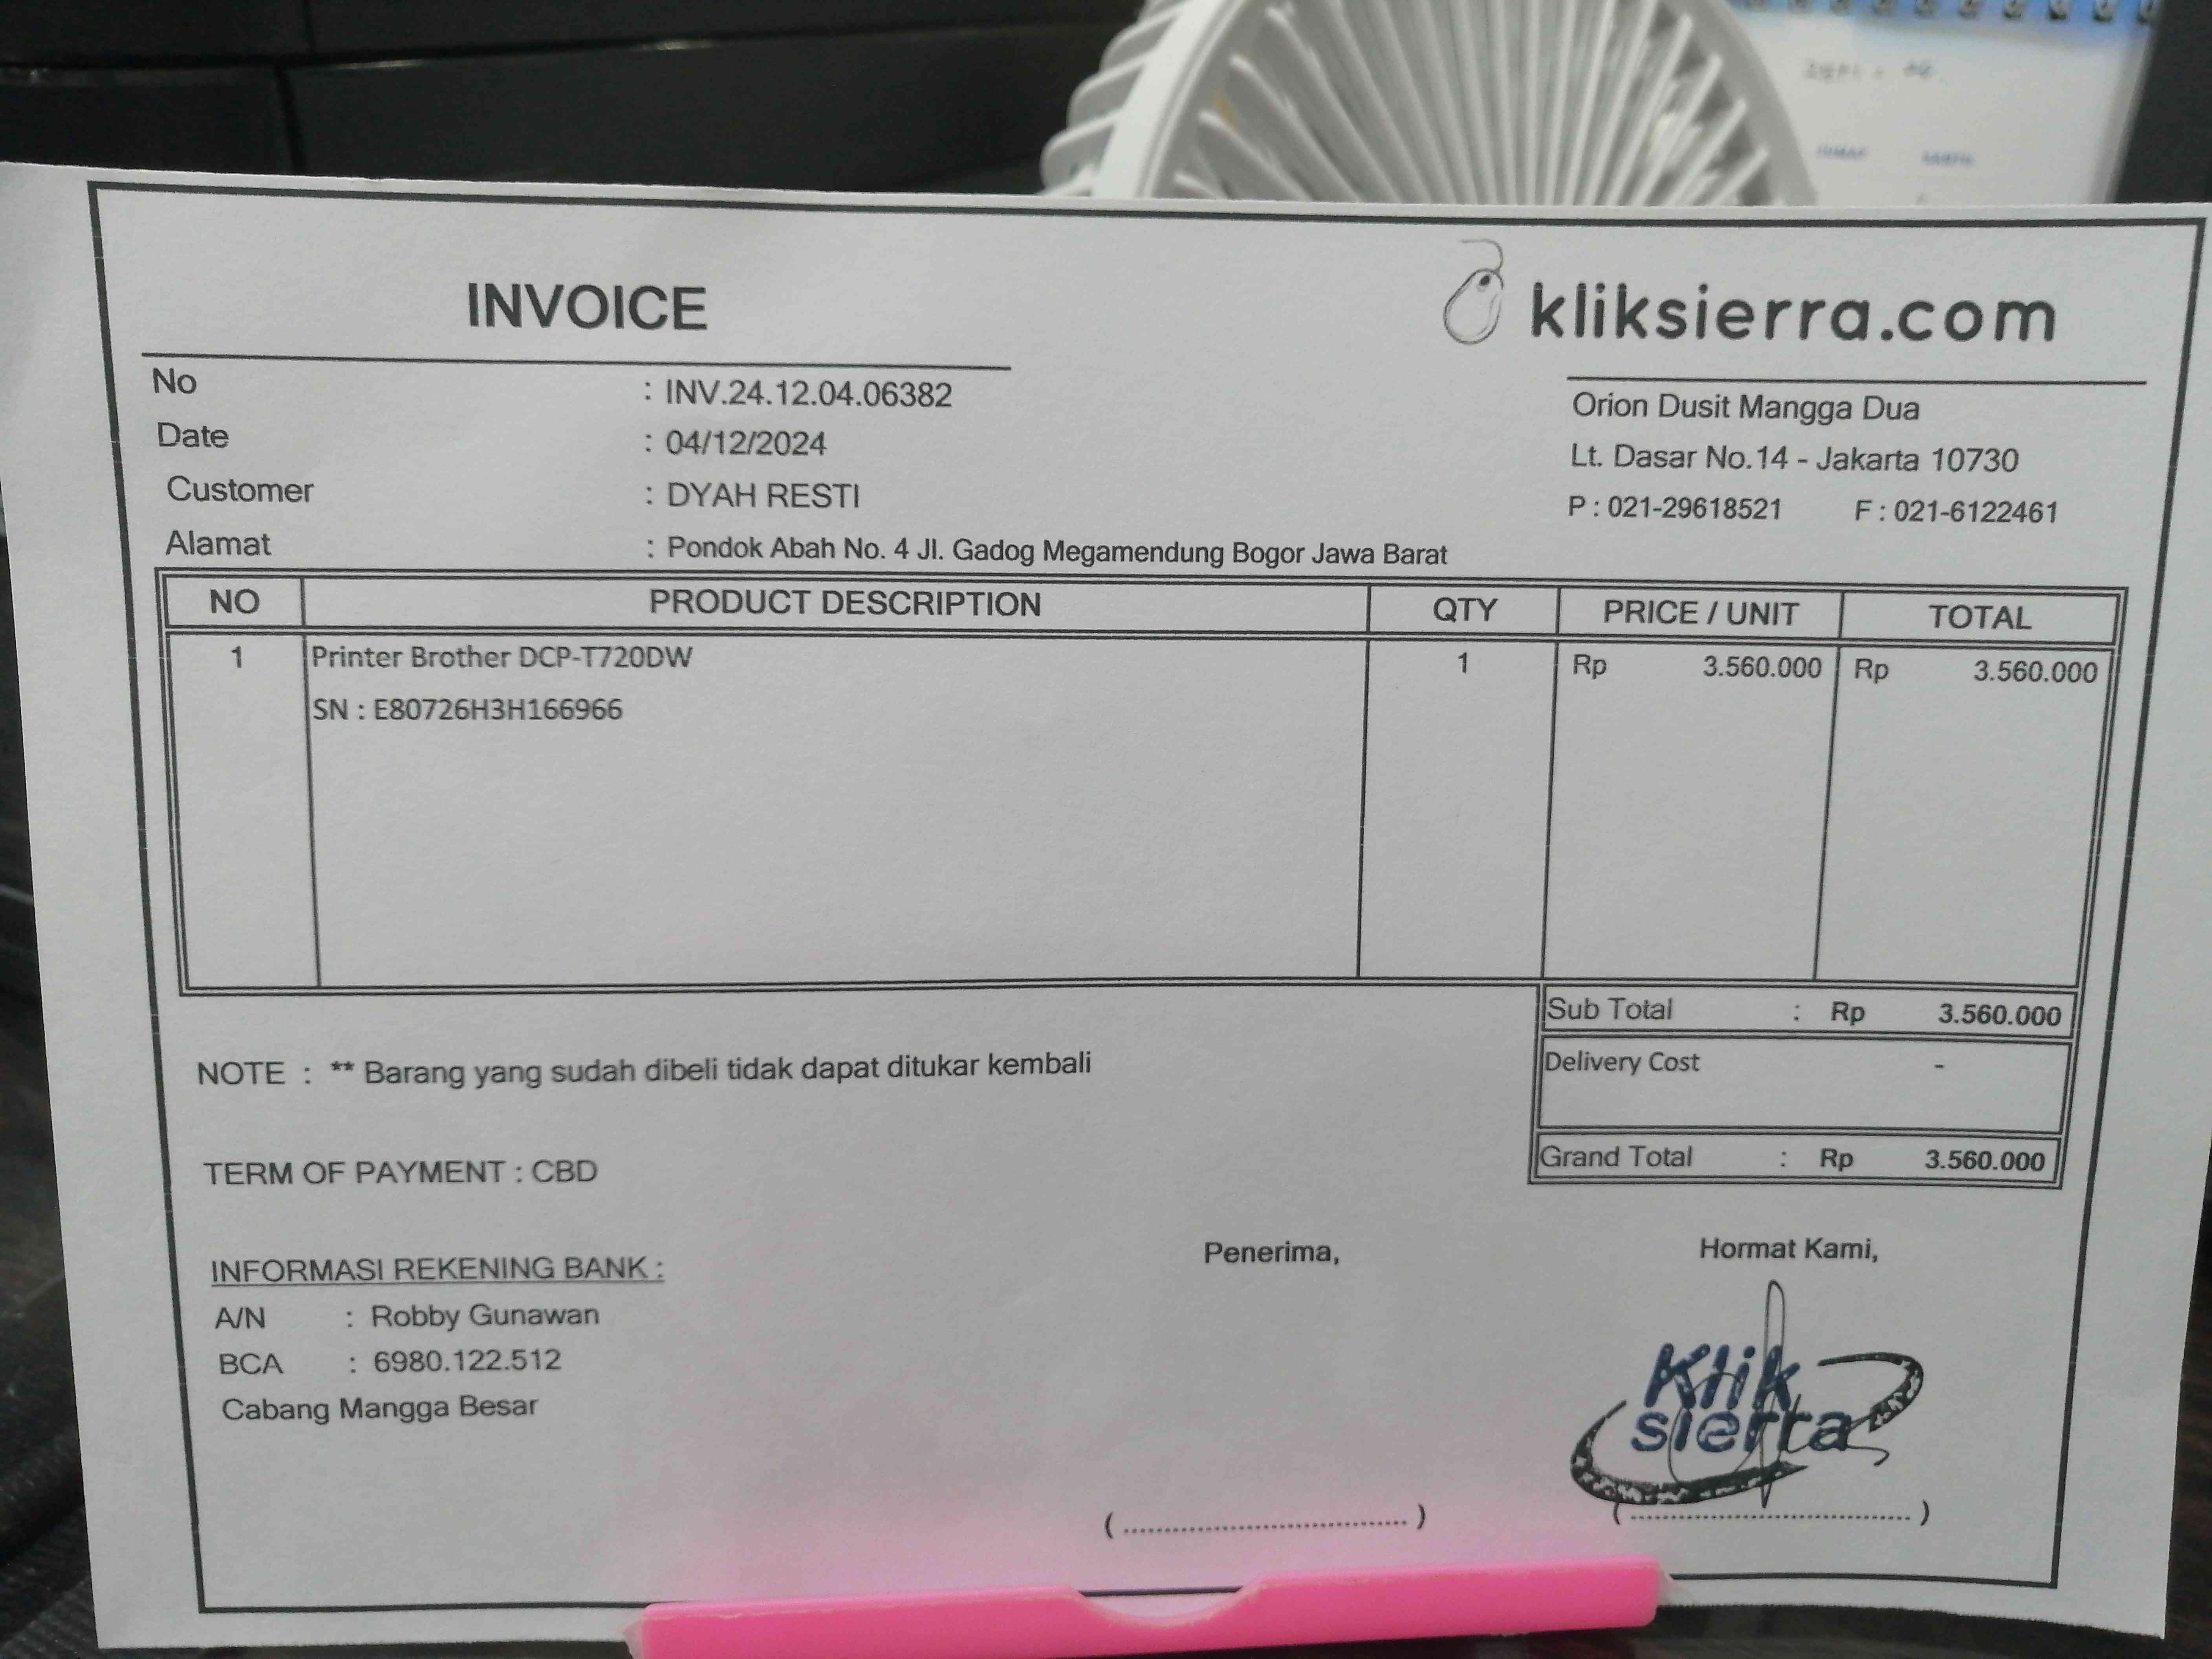 INVOICE
kliksierra.com
Orion Dusit Mangga Dua
Lt. Dasar No.14 - Jakarta 10730
P : 021-29618521 F : 021-6122461
No : INV.24.12.04.06382
Date : 04/12/2024
Customer : DYAH RESTI
Alamat : Pondok Abah No. 4 Jl. Gadog Megamendung Bogor Jawa Barat
NO PRODUCT DESCRIPTION QTY PRICE / UNIT TOTAL
1 Printer Brother DCP-T720DW 1 Rp 3.560.000 Rp 3.560.000
SN : E80726H3H166966
Sub Total : Rp 3.560.000
Delivery Cost -
Grand Total : Rp 3.560.000
NOTE : ** Barang yang sudah dibeli tidak dapat ditukar kembali
TERM OF PAYMENT : CBD
INFORMASI REKENING BANK :
A/N : Robby Gunawan
BCA : 6980.122.512
Cabang Mangga Besar
Penerima,
( ........................................ )
Hormat Kami,
Klik
sierra
( ........................................ )